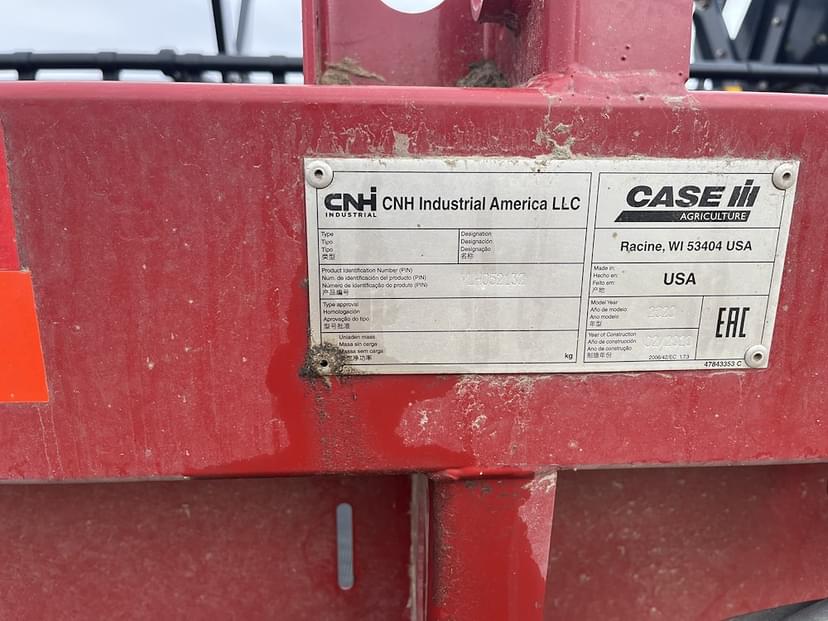 CNH
INDUSTRIAL
CNH Industrial America LLC
Type
Tipo
Tipo
类型
Designation
Designación
Designação
名称
Product Identification Number (PIN)
Num. de identificación del producto (PIN)
Número de identificação do produto (PIN)
产品编号
Type approval
Homologación
Aprovação do tipo
型号批准
Unladen mass
Masa sin carga
Massa sem carga
kg
CASE IH
AGRICULTURE
Racine, WI 53404 USA
Made in:
Hecho en:
Feito em:
产地
USA
Model Year
Año de modelo
Ano modelo
年型
2020
Year of Construction
Año de construcción
Ano de construção
制造年份
2006/42/EC 1.7.3
EAC
47843353 C